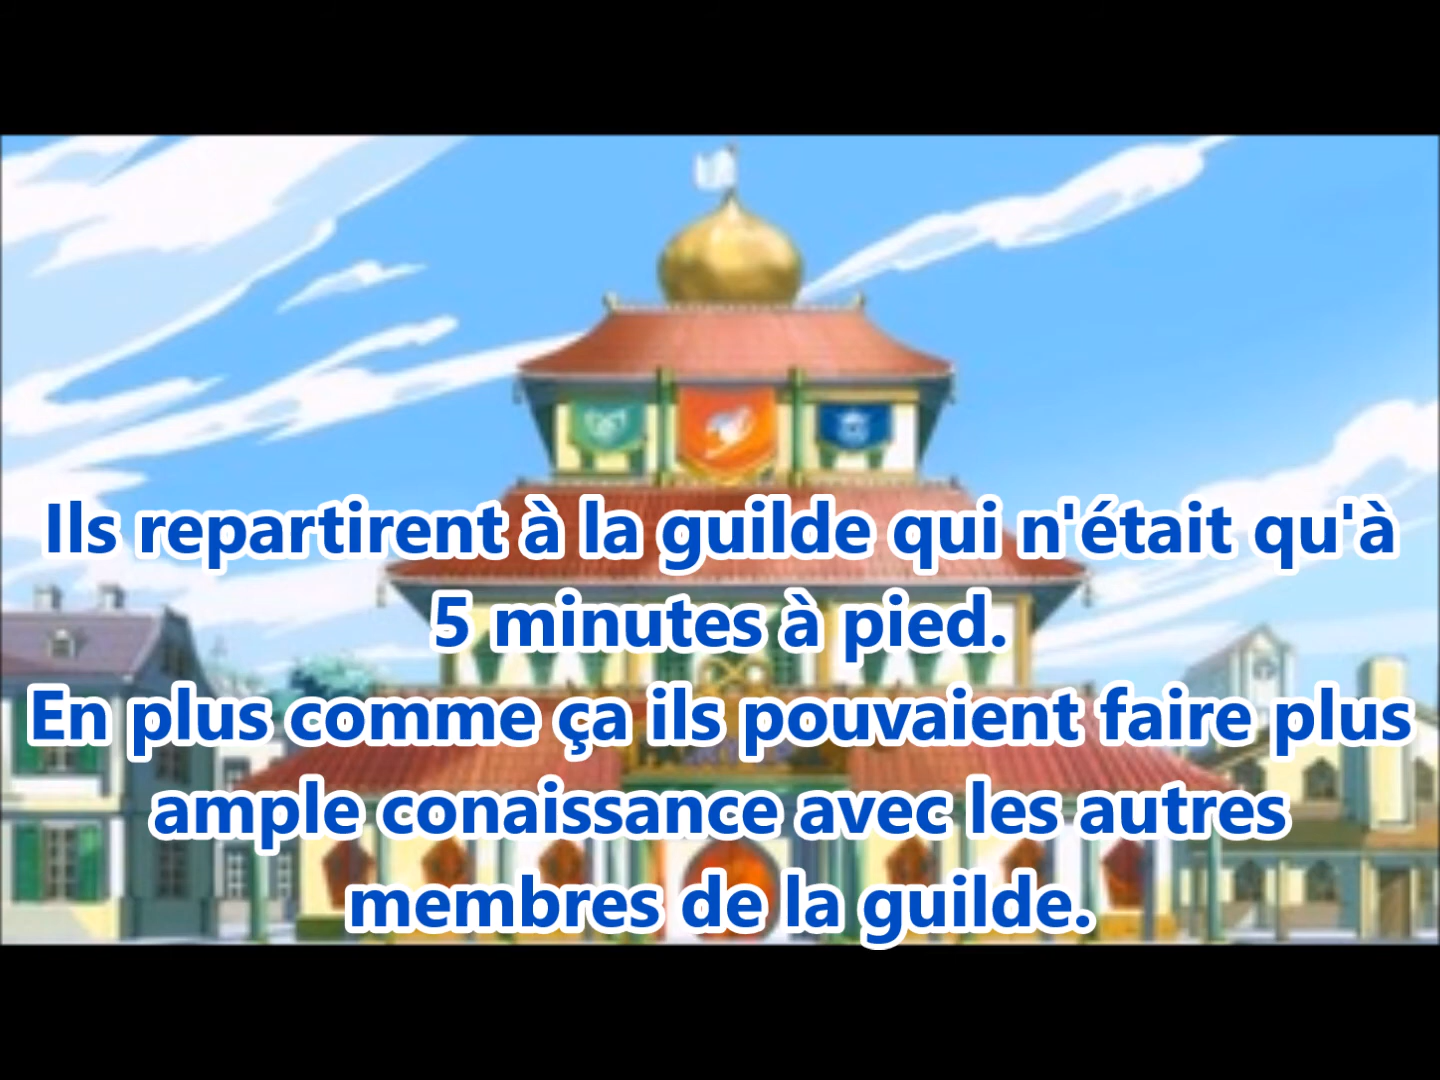 Ils repartirent à la guilde qui n'était qu'à
5 minutes à pied.
En plus comme ça ils pouvaient faire plus
ample conaissance avec les autres
membres de la guilde.